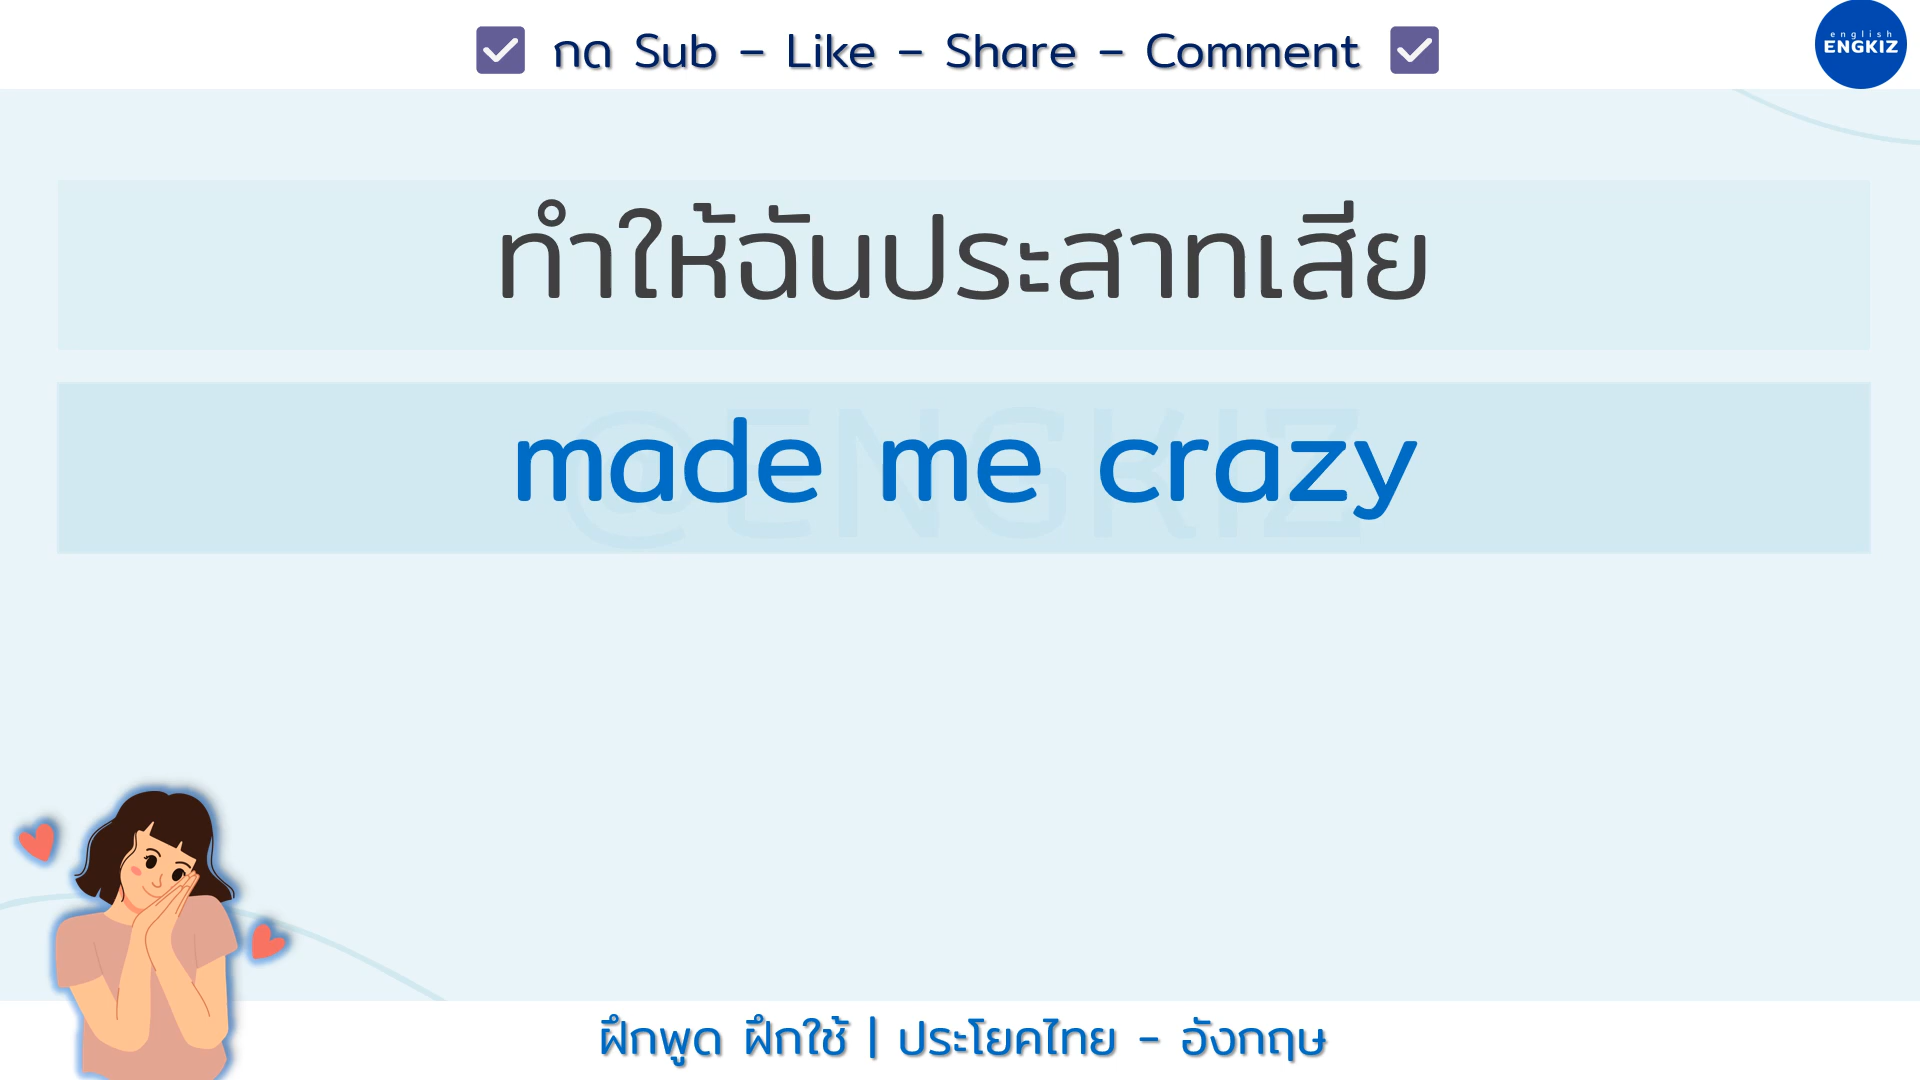 กด Sub – Like – Share – Comment
english
ENGKIZ
ทำให้ฉันประสาทเสีย
@ENGKIZ
made me crazy
ฝึกพูด ฝึกใช้ | ประโยคไทย - อังกฤษ